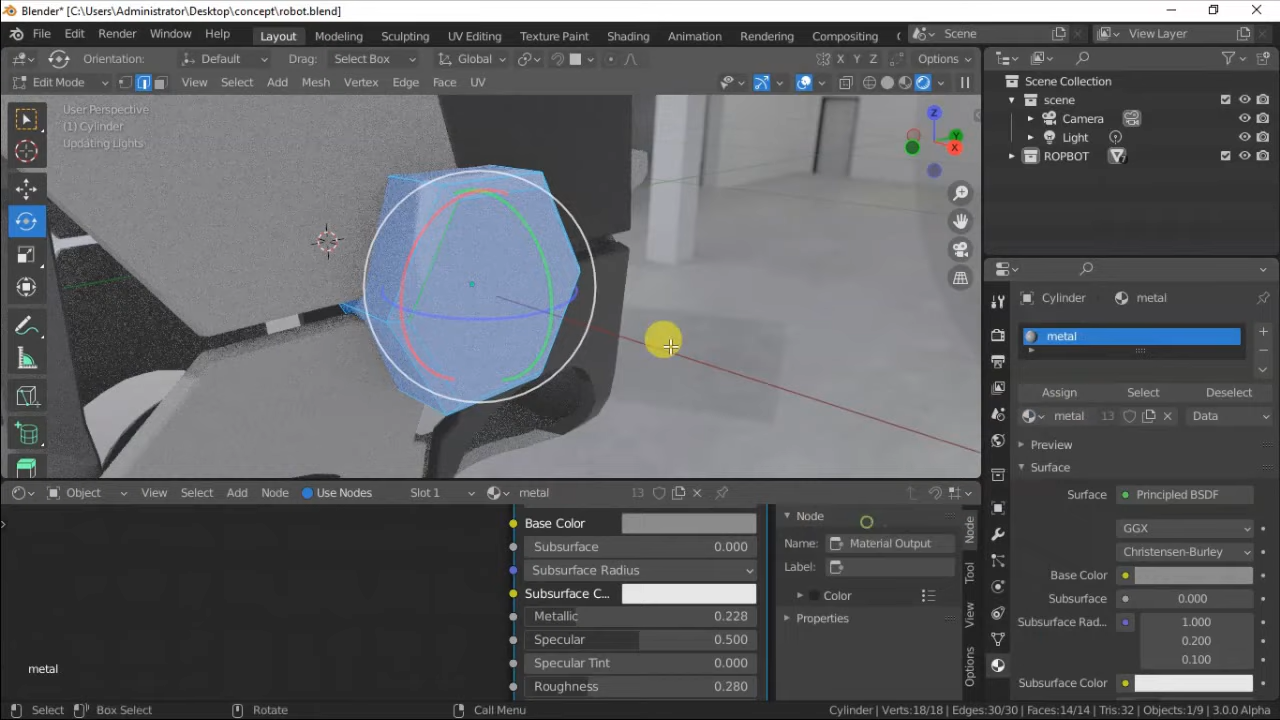 Blender* [C:\Users\Administrator\Desktop\concept\robot.blend]
File Edit Render Window Help Layout Modeling Sculpting UV Editing Texture Paint Shading Animation Rendering Compositing Scene View Layer
Orientation: Default Drag: Select Box Global X Y Z Options
Edit Mode View Select Add Mesh Vertex Edge Face UV
User Perspective
(1) Cylinder
Updating Lights
Z
Y
X
Scene Collection
scene
Camera
Light
ROPBOT
Cylinder metal
metal
Assign Select Deselect
metal 13 Data
Preview
Surface
Surface Principled BSDF
GGX
Christensen-Burley
Base Color
Subsurface 0.000
Subsurface Rad... 1.000
0.200
0.100
Subsurface Color
Object View Select Add Node Use Nodes Slot 1 metal 13
Base Color
Subsurface 0.000
Subsurface Radius
Subsurface C...
Metallic 0.228
Specular 0.500
Specular Tint 0.000
Roughness 0.280
metal
Node
Name: Material Output
Label:
Color
Properties
Node
Tool
View
Options
Select Box Select Rotate Call Menu Cylinder | Verts:18/18 | Edges:30/30 | Faces:14/14 | Tris:32 | Objects:1/9 | 3.0.0 Alpha